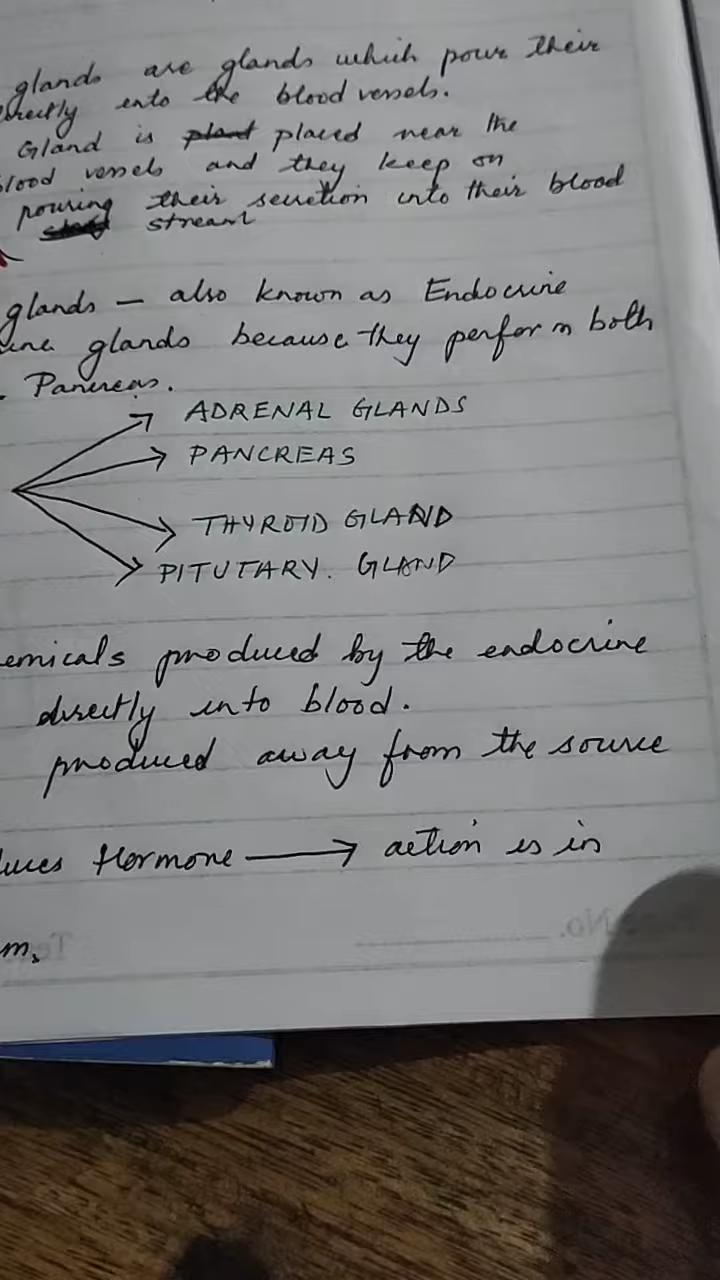 glands are glands which pour their
directly into the blood vessels.
Gland is plant placed near the
blood vessels and they keep on
pouring their secretion into their blood
stream
glands — also known as Endocrine
glands because they perform both
. Pancreas.
ADRENAL GLANDS
PANCREAS
THYROID GLAND
PITUTARY. GLAND
emicals produced by the endocrine
directly into blood.
produced away from the source
duces Hormone → action is in
m.